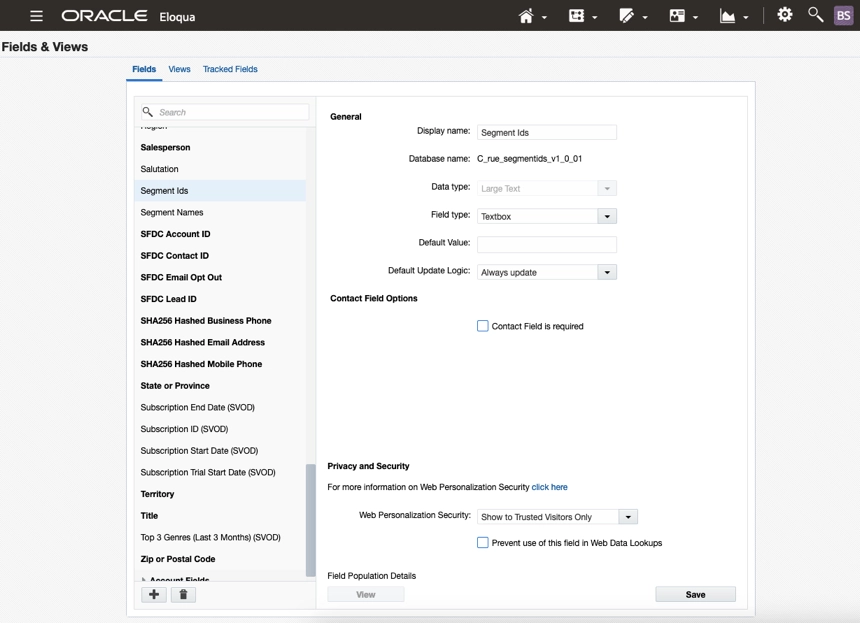 ORACLE Eloqua
BS
Fields & Views
Fields Views Tracked Fields
Search
Region
Salesperson
Salutation
Segment Ids
Segment Names
SFDC Account ID
SFDC Contact ID
SFDC Email Opt Out
SFDC Lead ID
SHA256 Hashed Business Phone
SHA256 Hashed Email Address
SHA256 Hashed Mobile Phone
State or Province
Subscription End Date (SVOD)
Subscription ID (SVOD)
Subscription Start Date (SVOD)
Subscription Trial Start Date (SVOD)
Territory
Title
Top 3 Genres (Last 3 Months) (SVOD)
Zip or Postal Code
Account Fields
General
Display name: Segment Ids
Database name: C_rue_segmentids_v1_0_01
Data type: Large Text
Field type: Textbox
Default Value:
Default Update Logic: Always update
Contact Field Options
Contact Field is required
Privacy and Security
For more information on Web Personalization Security click here
Web Personalization Security: Show to Trusted Visitors Only
Prevent use of this field in Web Data Lookups
Field Population Details
View
Save